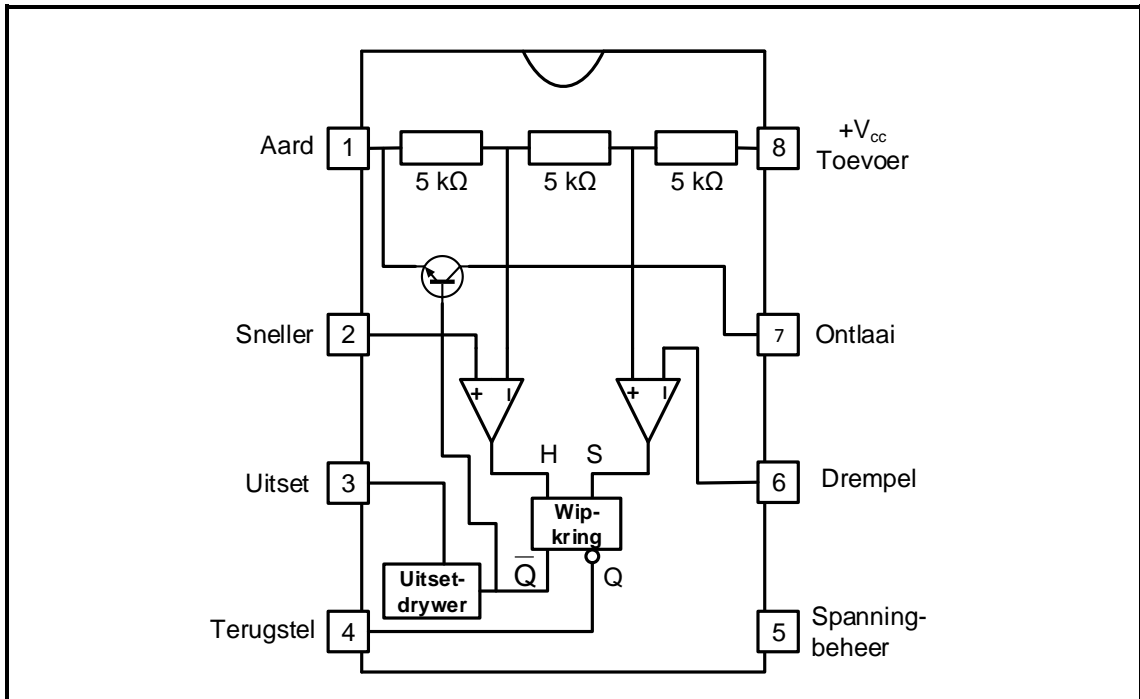 Aard
1
5 kΩ
5 kΩ
5 kΩ
8
+Vcc
Toevoer
Sneller
2
7
Ontlaai
+ –
+ –
H
S
Uitset
3
6
Drempel
Wip-
kring
Q̅
Q
Uitset-
drywer
Terugstel
4
5
Spanning-
beheer